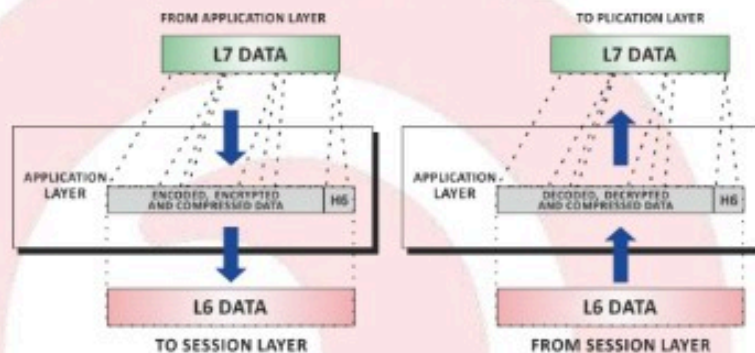 FROM APPLICATION LAYER
L7 DATA
APPLICATION
LAYER
ENCODED, ENCRYPTED
AND COMPRESSED DATA
H6
L6 DATA
TO SESSION LAYER
TO PLICATION LAYER
L7 DATA
APPLICATION
LAYER
DECODED, DECRYPTED
AND COMPRESSED DATA
H6
L6 DATA
FROM SESSION LAYER